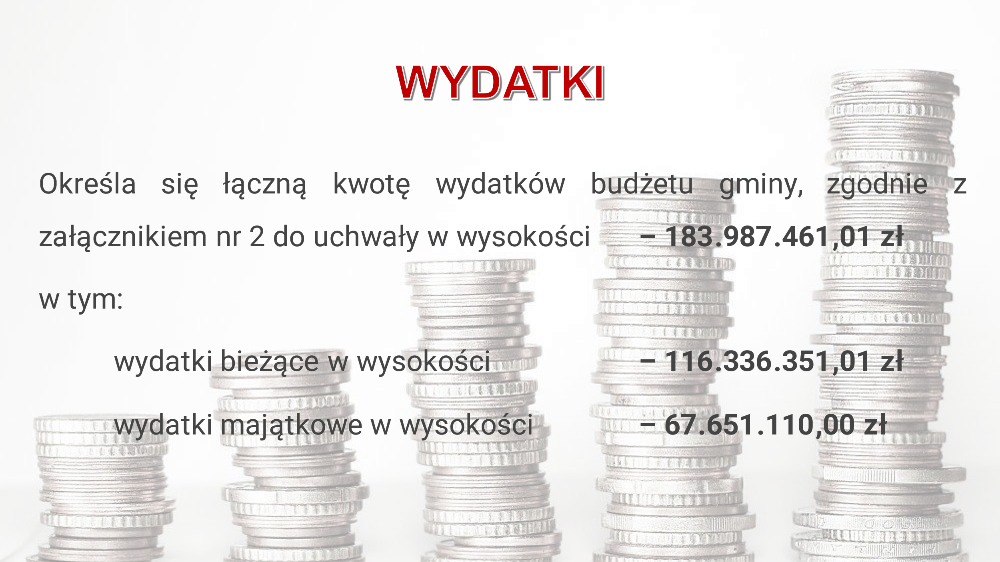 WYDATKI
Określa się łączną kwotę wydatków budżetu gminy, zgodnie z
załącznikiem nr 2 do uchwały w wysokości – 183.987.461,01 zł
w tym:
wydatki bieżące w wysokości – 116.336.351,01 zł
wydatki majątkowe w wysokości – 67.651.110,00 zł